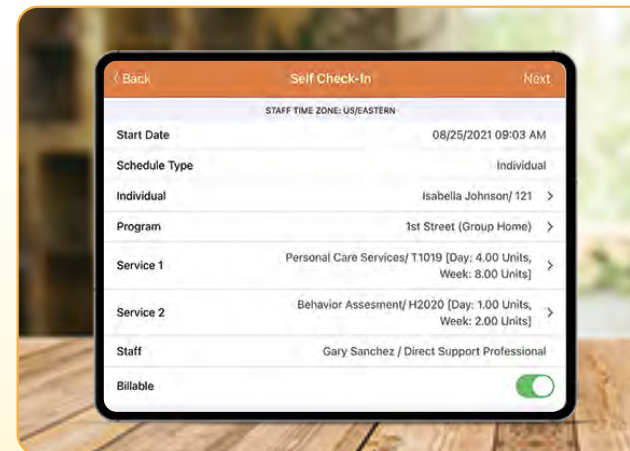 Back Self Check-In Next
STAFF TIME ZONE: US/EASTERN
Start Date 08/25/2021 09:03 AM
Schedule Type Individual
Individual Isabella Johnson/ 121
Program 1st Street (Group Home)
Service 1 Personal Care Services/ T1019 [Day: 4.00 Units,
Week: 8.00 Units]
Service 2 Behavior Assesment/ H2020 [Day: 1.00 Units,
Week: 2.00 Units]
Staff Gary Sanchez / Direct Support Professional
Billable